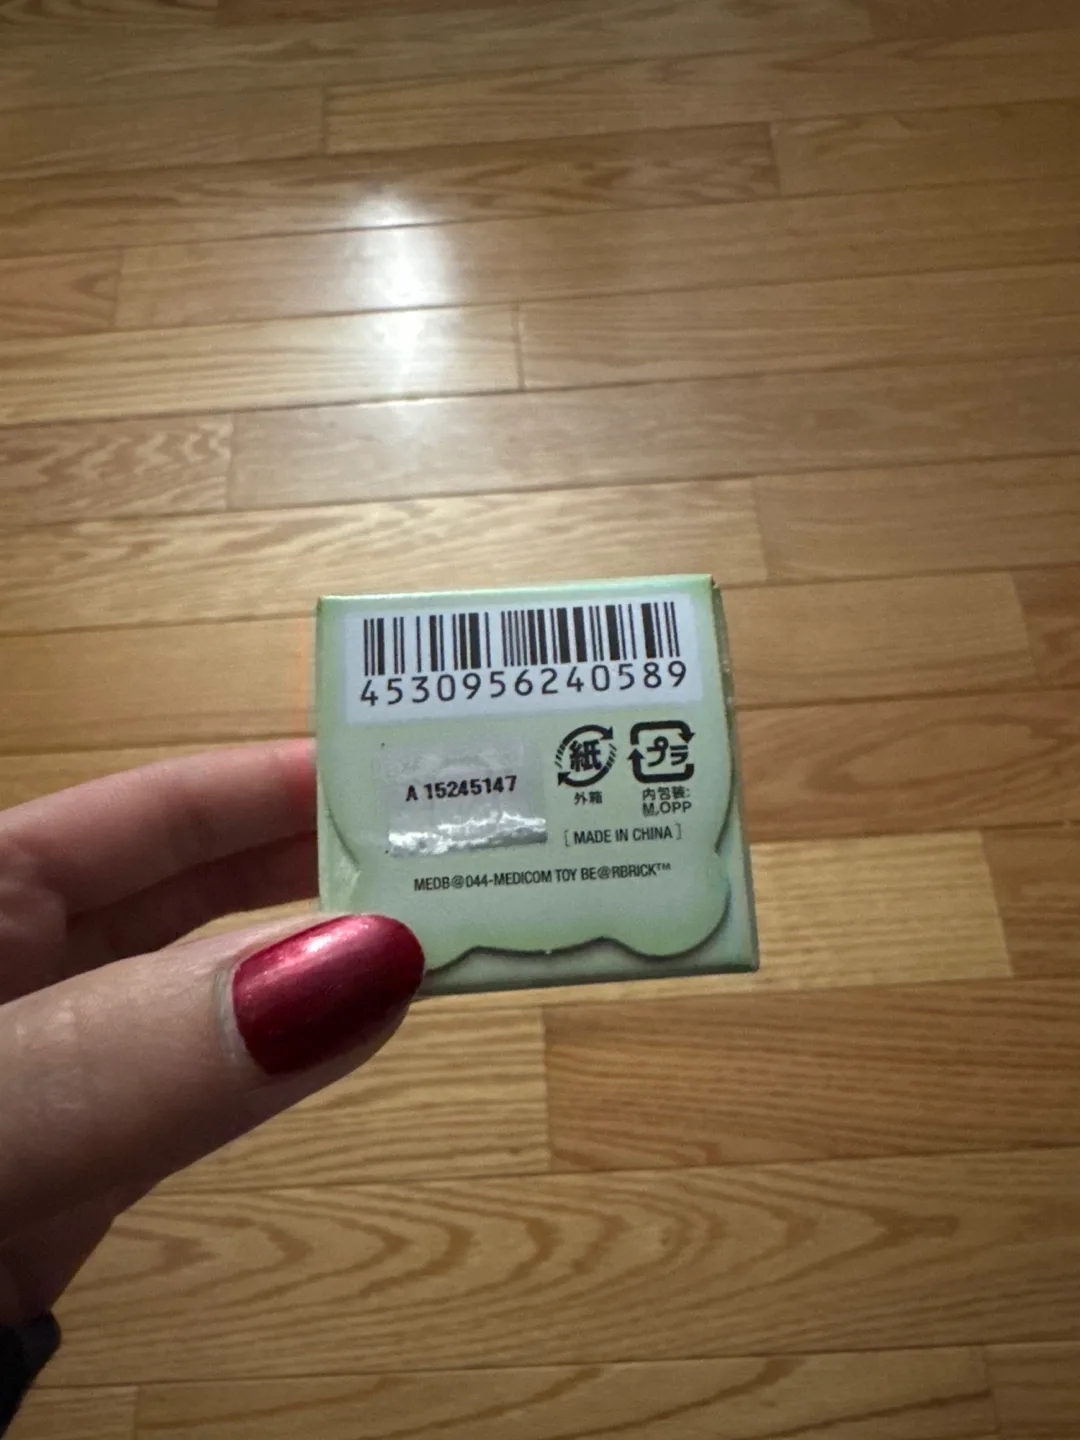 4530956240589
A 15245147
紙
外箱
プラ
内包装:
M,OPP
[ MADE IN CHINA ]
MEDB@044-MEDICOM TOY BE@RBRICK™